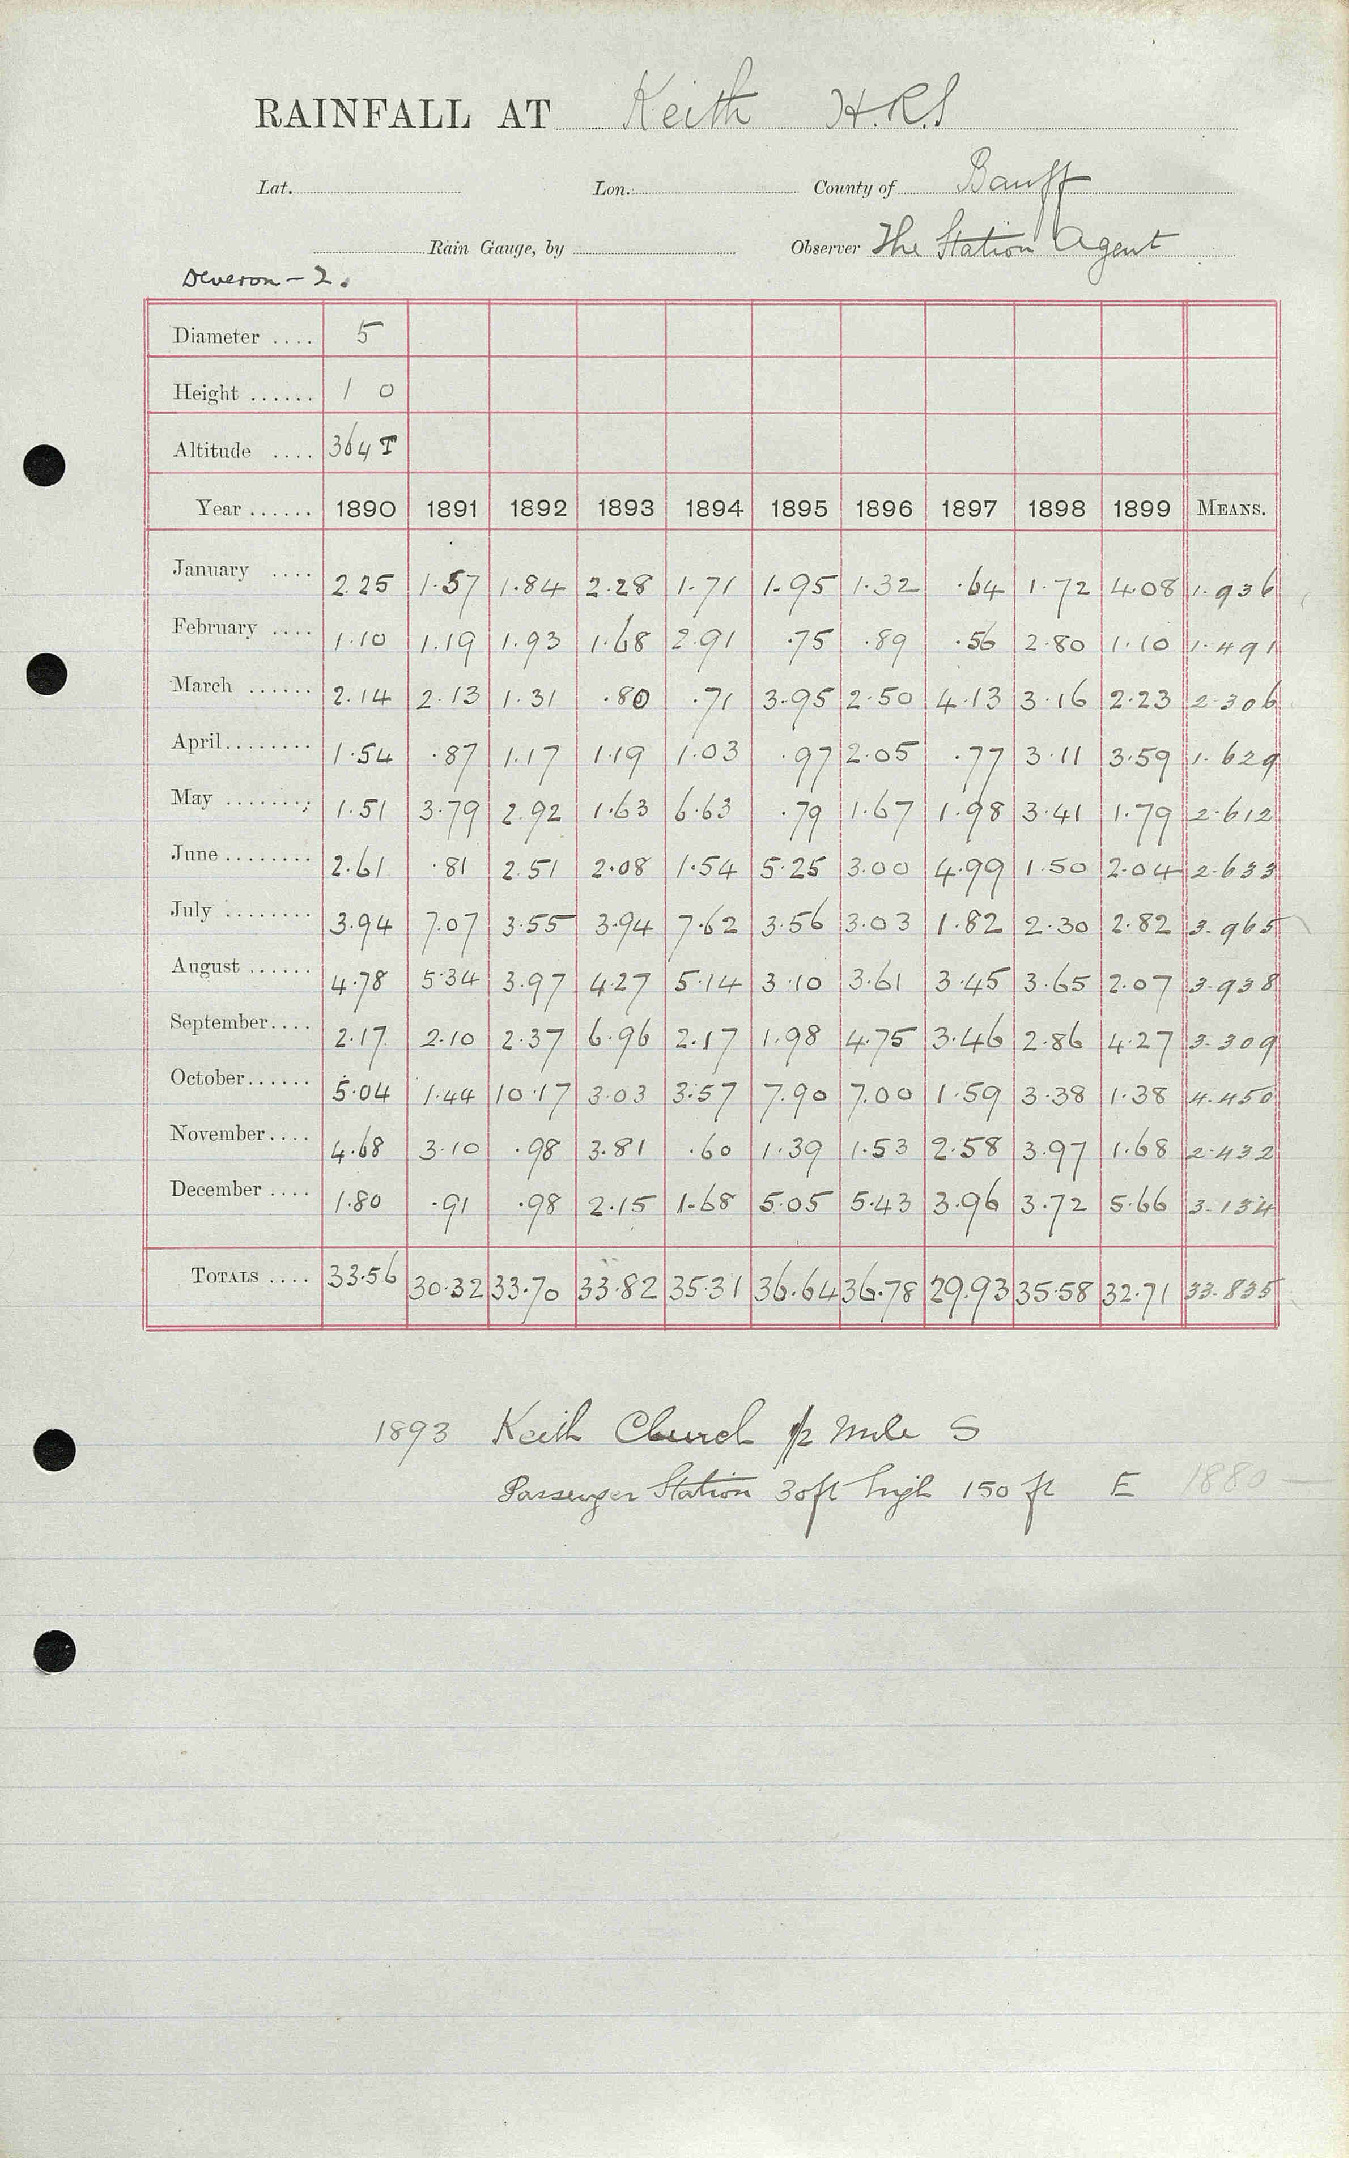 RAINFALL AT Keith H.R.S
Lat. Lon. County of Banff
Rain Gauge, by Observer The Station Agent
Deveron - 2.
Diameter .... 5
Height ...... 1 0
Altitude .... 364 T
Year ...... 1890 1891 1892 1893 1894 1895 1896 1897 1898 1899 MEANS.
January .... 2.25 1.57 1.84 2.28 1.71 1.95 1.32 .64 1.72 4.08 1.936
February .... 1.10 1.19 1.93 1.68 2.91 .75 .89 .56 2.80 1.10 1.491
March ...... 2.14 2.13 1.31 .80 .71 3.95 2.50 4.13 3.16 2.23 2.306
April ........ 1.54 .87 1.17 1.19 1.03 .97 2.05 .77 3.11 3.59 1.629
May ........ 1.51 3.79 2.92 1.63 6.63 .79 1.67 1.98 3.41 1.79 2.612
June ........ 2.61 .81 2.51 2.08 1.54 5.25 3.00 4.99 1.50 2.04 2.633
July ........ 3.94 7.07 3.55 3.94 7.62 3.56 3.03 1.82 2.30 2.82 3.965
August ...... 4.78 5.34 3.97 4.27 5.14 3.10 3.61 3.45 3.65 2.07 3.938
September.... 2.17 2.10 2.37 6.96 2.17 1.98 4.75 3.46 2.86 4.27 3.309
October...... 5.04 1.44 10.17 3.03 3.57 7.90 7.00 1.59 3.38 1.38 4.450
November.... 4.68 3.10 .98 3.81 .60 1.39 1.53 2.58 3.97 1.68 2.432
December .... 1.80 .91 .98 2.15 1.68 5.05 5.43 3.96 3.72 5.66 3.134
TOTALS .... 33.56 30.32 33.70 33.82 35.31 36.64 36.78 29.93 35.58 32.71 33.835
1893 Keith Church 1/2 Mile S
Passenger Station 30ft high 150 ft E 1880 —